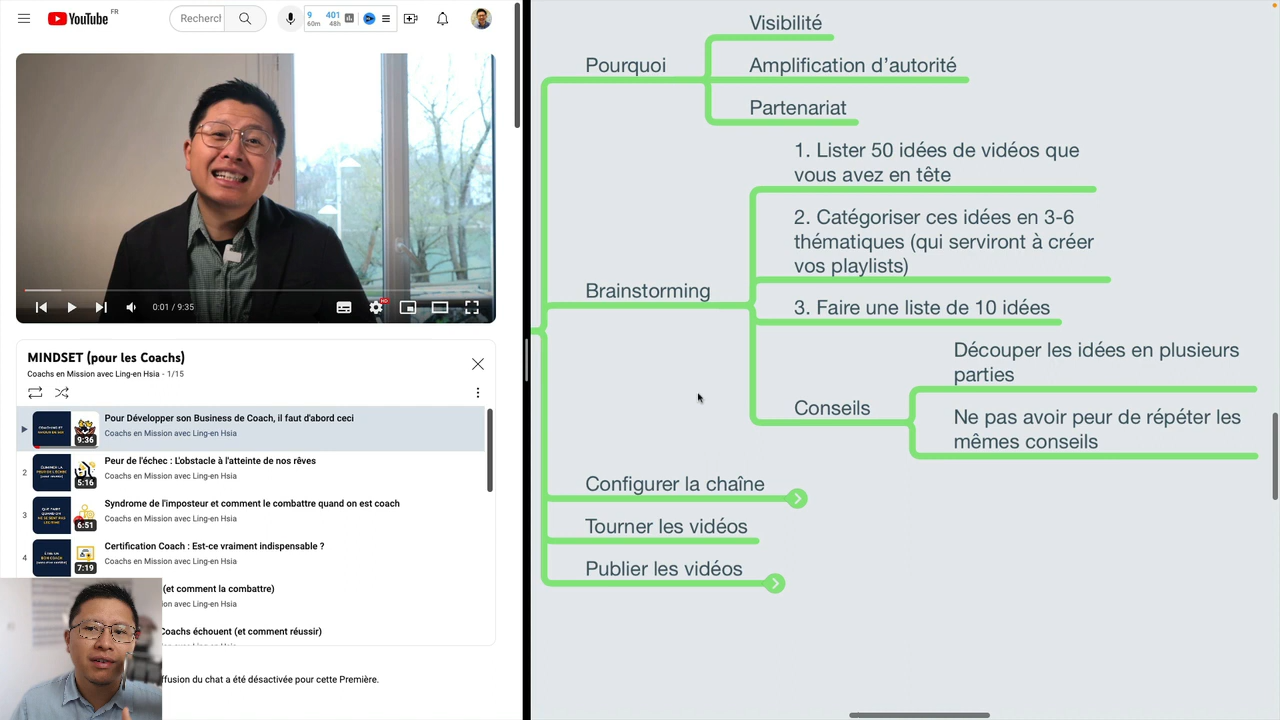 YouTube FR
Recherc
9 401
60m 48h
0:01 / 9:35
HD
MINDSET (pour les Coachs)
Coachs en Mission avec Ling-en Hsia - 1/15
9:36
Pour Développer son Business de Coach, il faut d'abord ceci
Coachs en Mission avec Ling-en Hsia
2
5:16
Peur de l'échec : L'obstacle à l'atteinte de nos rêves
Coachs en Mission avec Ling-en Hsia
3
6:51
Syndrome de l'imposteur et comment le combattre quand on est coach
Coachs en Mission avec Ling-en Hsia
4
7:19
Certification Coach : Est-ce vraiment indispensable ?
Coachs en Mission avec Ling-en Hsia
(et comment la combattre)
ion avec Ling-en Hsia
Coachs échouent (et comment réussir)
ffusion du chat a été désactivée pour cette Première.
Pourquoi
Visibilité
Amplification d’autorité
Partenariat
Brainstorming
1. Lister 50 idées de vidéos que
vous avez en tête
2. Catégoriser ces idées en 3-6
thématiques (qui serviront à créer
vos playlists)
3. Faire une liste de 10 idées
Conseils
Découper les idées en plusieurs
parties
Ne pas avoir peur de répéter les
mêmes conseils
Configurer la chaîne
Tourner les vidéos
Publier les vidéos